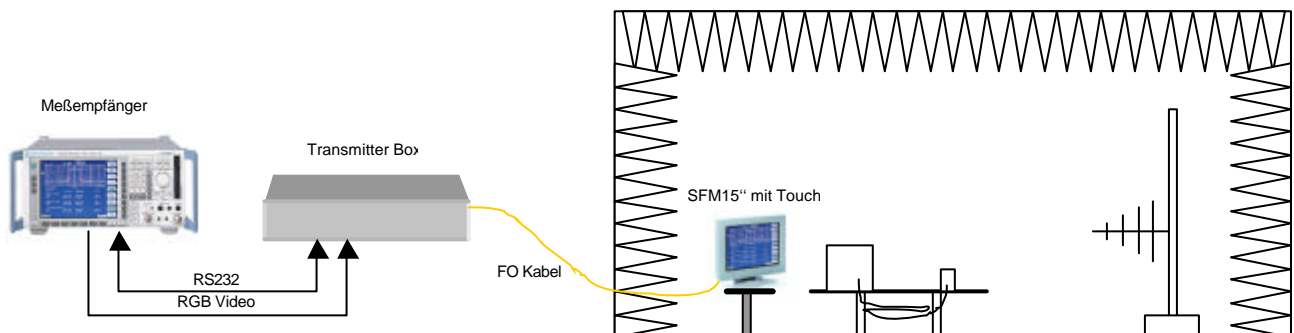 Meßempfänger
Transmitter Box
SFM15“ mit Touch
FO Kabel
RS232
RGB Video